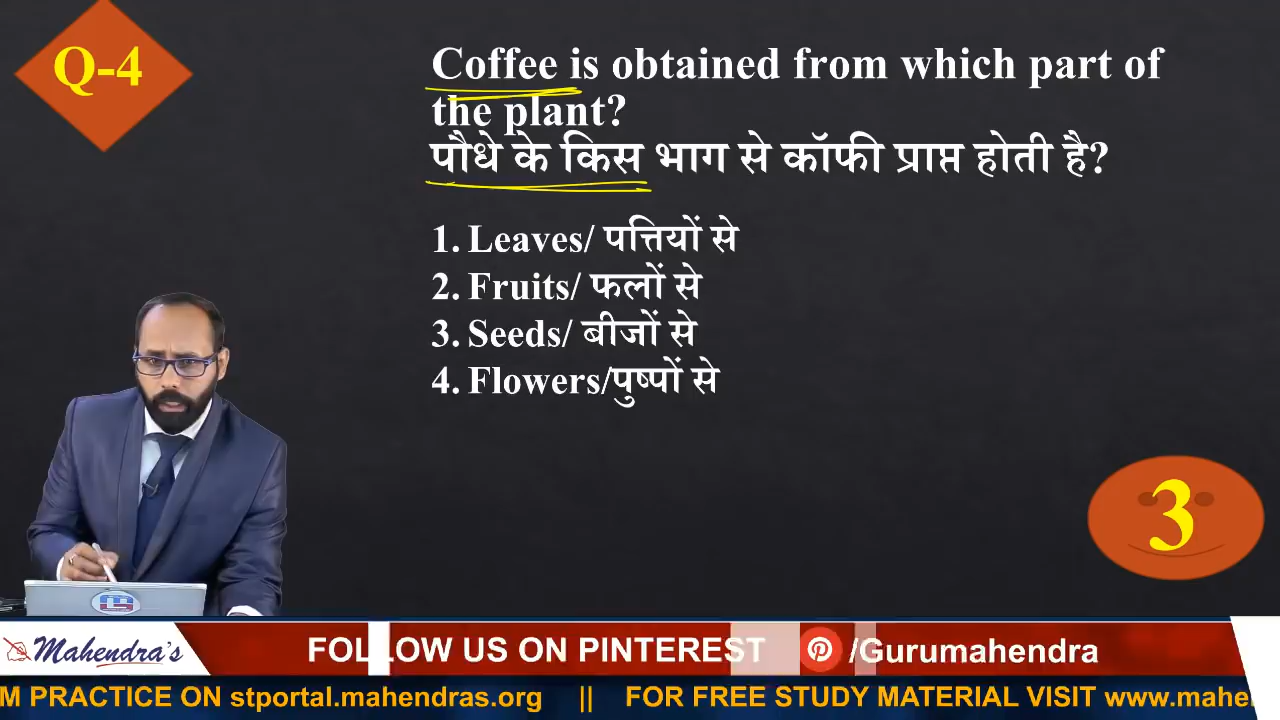 Q-4
Coffee is obtained from which part of
the plant?
पौधे के किस भाग से कॉफी प्राप्त होती है?
1. Leaves/ पत्तियों से
2. Fruits/ फलों से
3. Seeds/ बीजों से
4. Flowers/पुष्पों से
3
Mahendra's
FOLLOW US ON PINTEREST /Gurumahendra
M PRACTICE ON stportal.mahendras.org || FOR FREE STUDY MATERIAL VISIT www.mahe